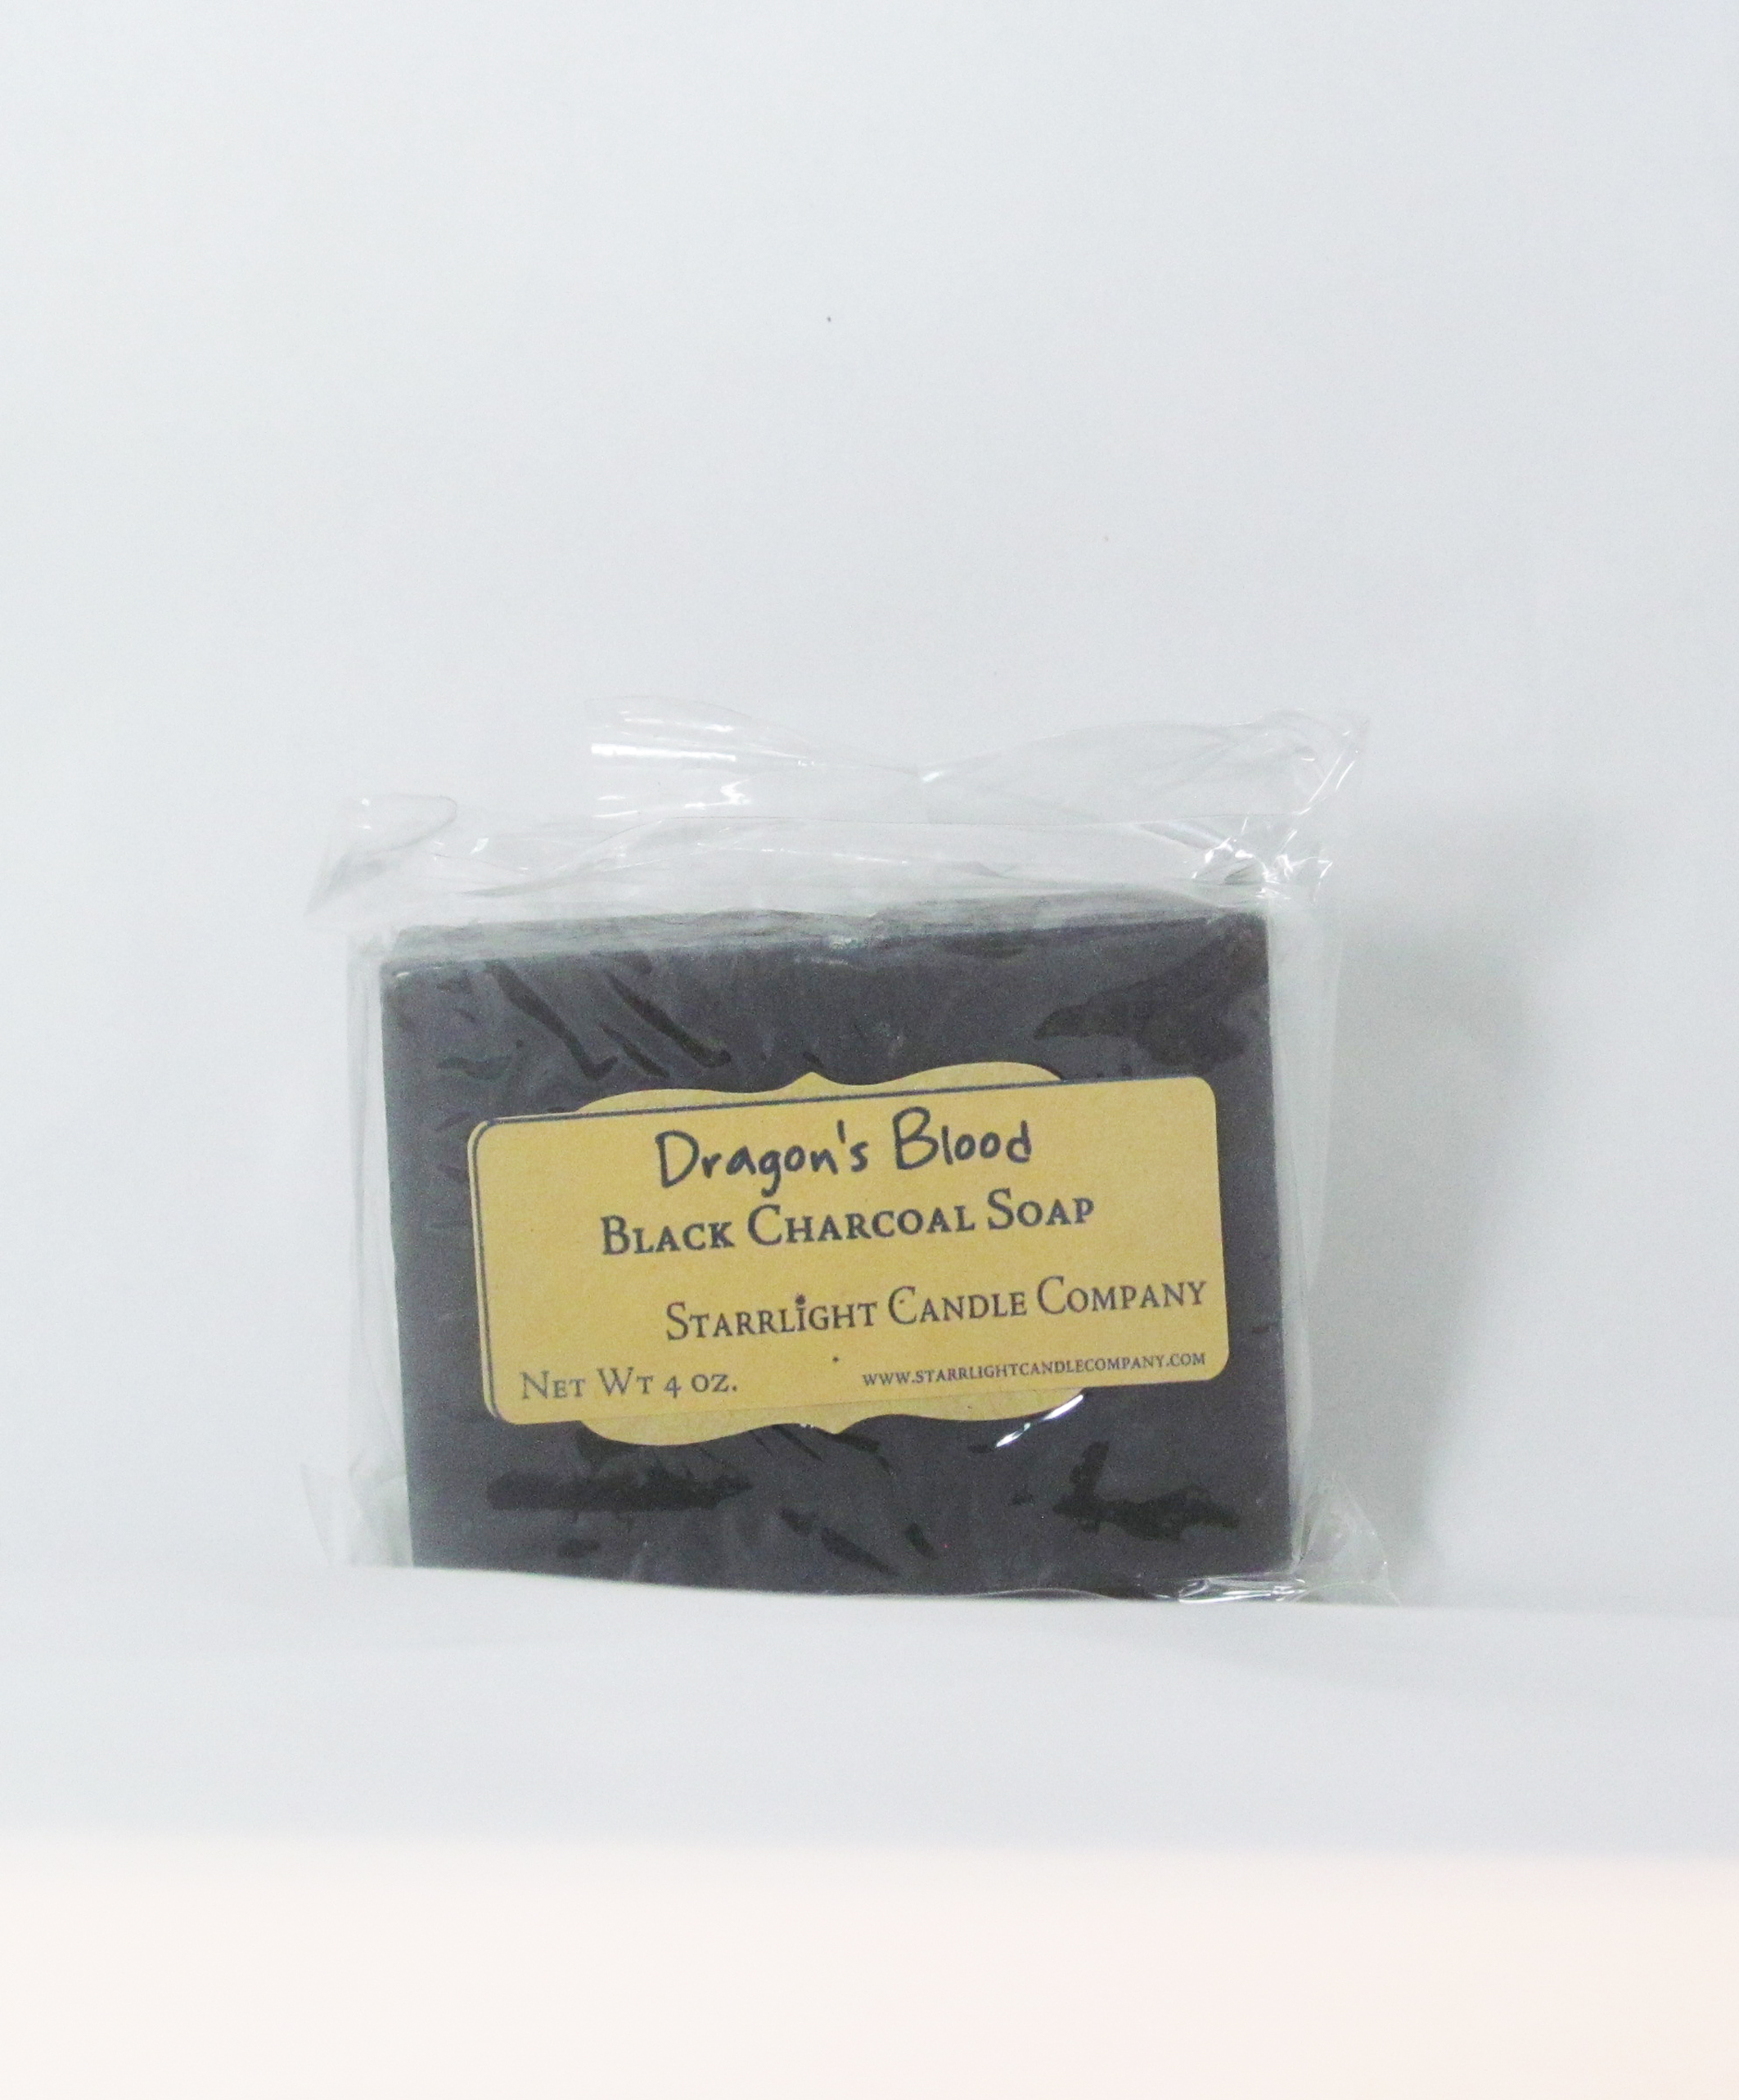 Dragon's Blood
Black Charcoal Soap
Starrlight Candle Company
Net Wt 4 oz.
www.starrlightcandlecompany.com